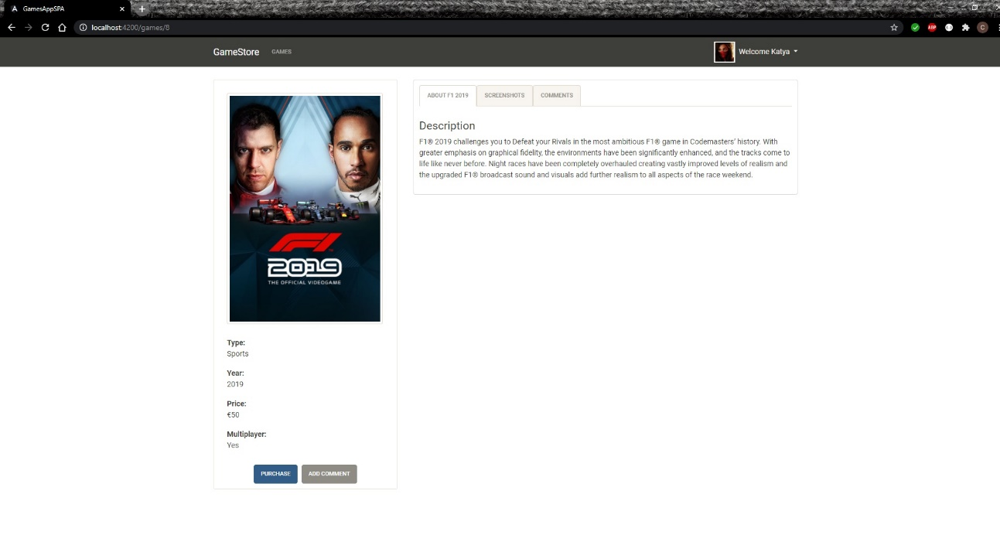 GamesAppSPA
localhost:4200/games/8
ABP
C
GameStore
GAMES
Welcome Katya
F1
2019
THE OFFICIAL VIDEOGAME
Type:
Sports
Year:
2019
Price:
€50
Multiplayer:
Yes
PURCHASE
ADD COMMENT
ABOUT F1 2019
SCREENSHOTS
COMMENTS
Description
F1® 2019 challenges you to Defeat your Rivals in the most ambitious F1® game in Codemasters' history. With
greater emphasis on graphical fidelity, the environments have been significantly enhanced, and the tracks come to
life like never before. Night races have been completely overhauled creating vastly improved levels of realism and
the upgraded F1® broadcast sound and visuals add further realism to all aspects of the race weekend.